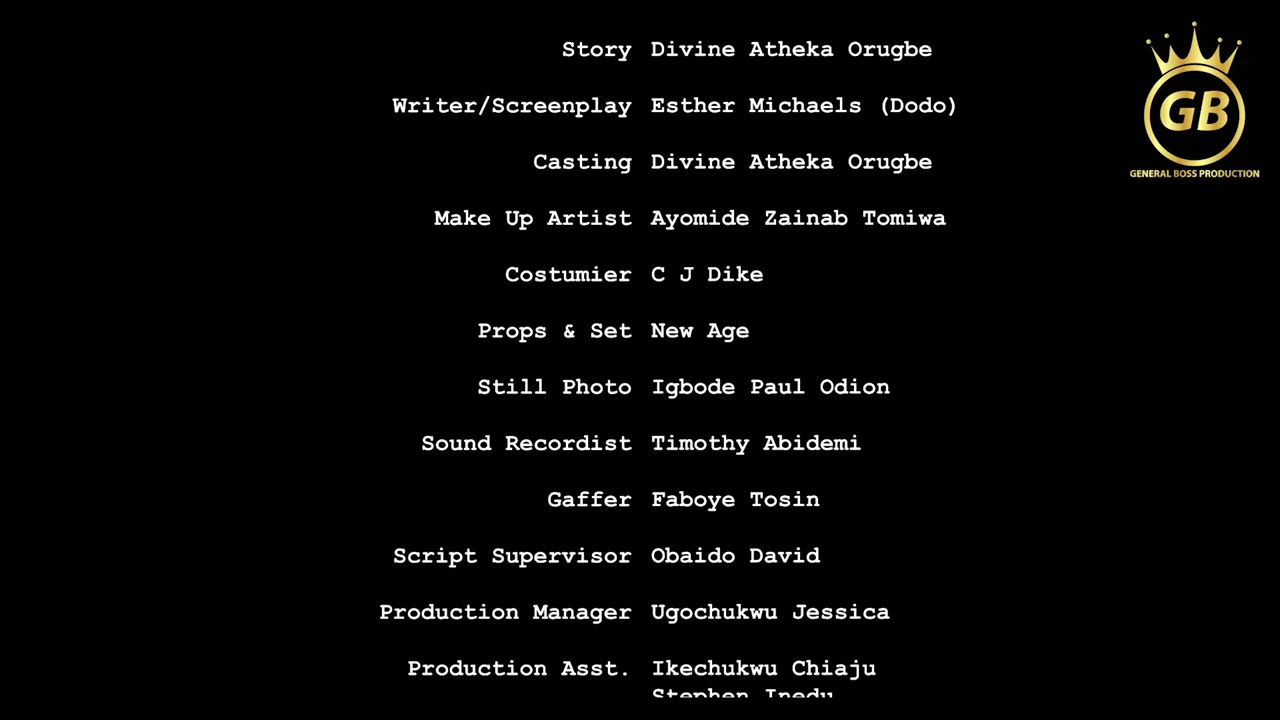 Story Divine Atheka Orugbe
Writer/Screenplay Esther Michaels (Dodo)
Casting Divine Atheka Orugbe
Make Up Artist Ayomide Zainab Tomiwa
Costumier C J Dike
Props & Set New Age
Still Photo Igbode Paul Odion
Sound Recordist Timothy Abidemi
Gaffer Faboye Tosin
Script Supervisor Obaido David
Production Manager Ugochukwu Jessica
Production Asst. Ikechukwu Chiaju
Stephen Inedu
GB
GENERAL BOSS PRODUCTION